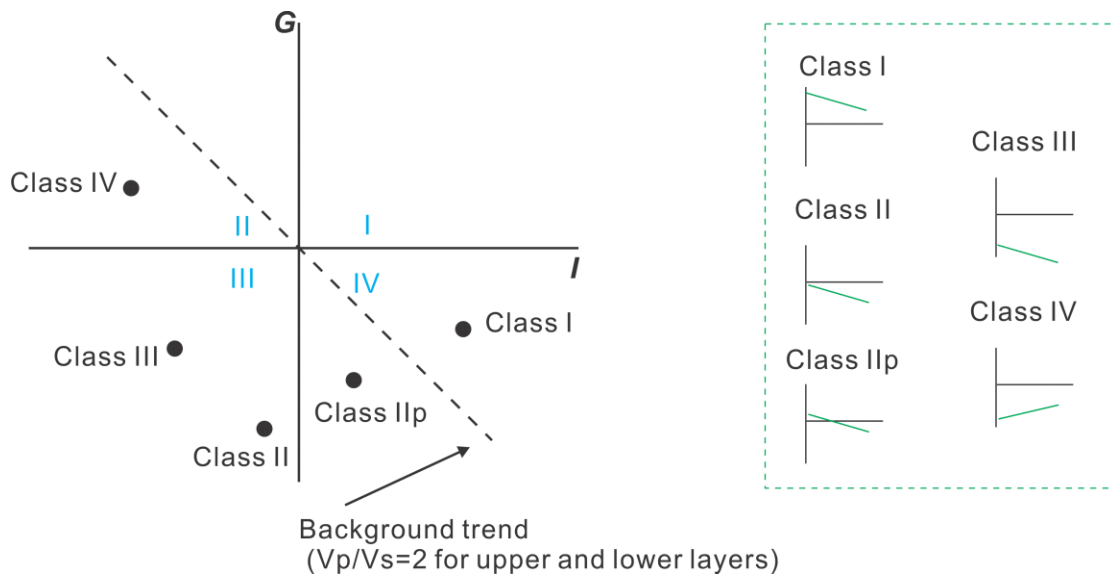 G
Class IV
II
I
III
IV
I
Class I
Class III
Class IIp
Class II
Background trend
(Vp/Vs=2 for upper and lower layers)
Class I
Class III
Class II
Class IV
Class IIp